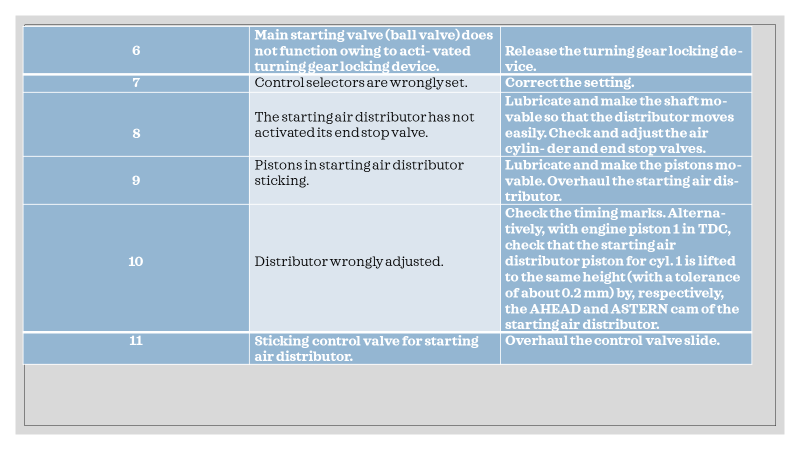 6
Main starting valve (ball valve) does
not function owing to acti- vated
turning gear locking device.
Release the turning gear locking de-
vice.
7
Control selectors are wrongly set.
Correct the setting.
8
The starting air distributor has not
activated its end stop valve.
Lubricate and make the shaft mo-
vable so that the distributor moves
easily. Check and adjust the air
cylin- der and end stop valves.
9
Pistons in starting air distributor
sticking.
Lubricate and make the pistons mo-
vable. Overhaul the starting air dis-
tributor.
10
Distributor wrongly adjusted.
Check the timing marks. Alterna-
tively, with engine piston 1 in TDC,
check that the starting air
distributor piston for cyl. 1 is lifted
to the same height (with a tolerance
of about 0.2 mm) by, respectively,
the AHEAD and ASTERN cam of the
starting air distributor.
11
Sticking control valve for starting
air distributor.
Overhaul the control valve slide.